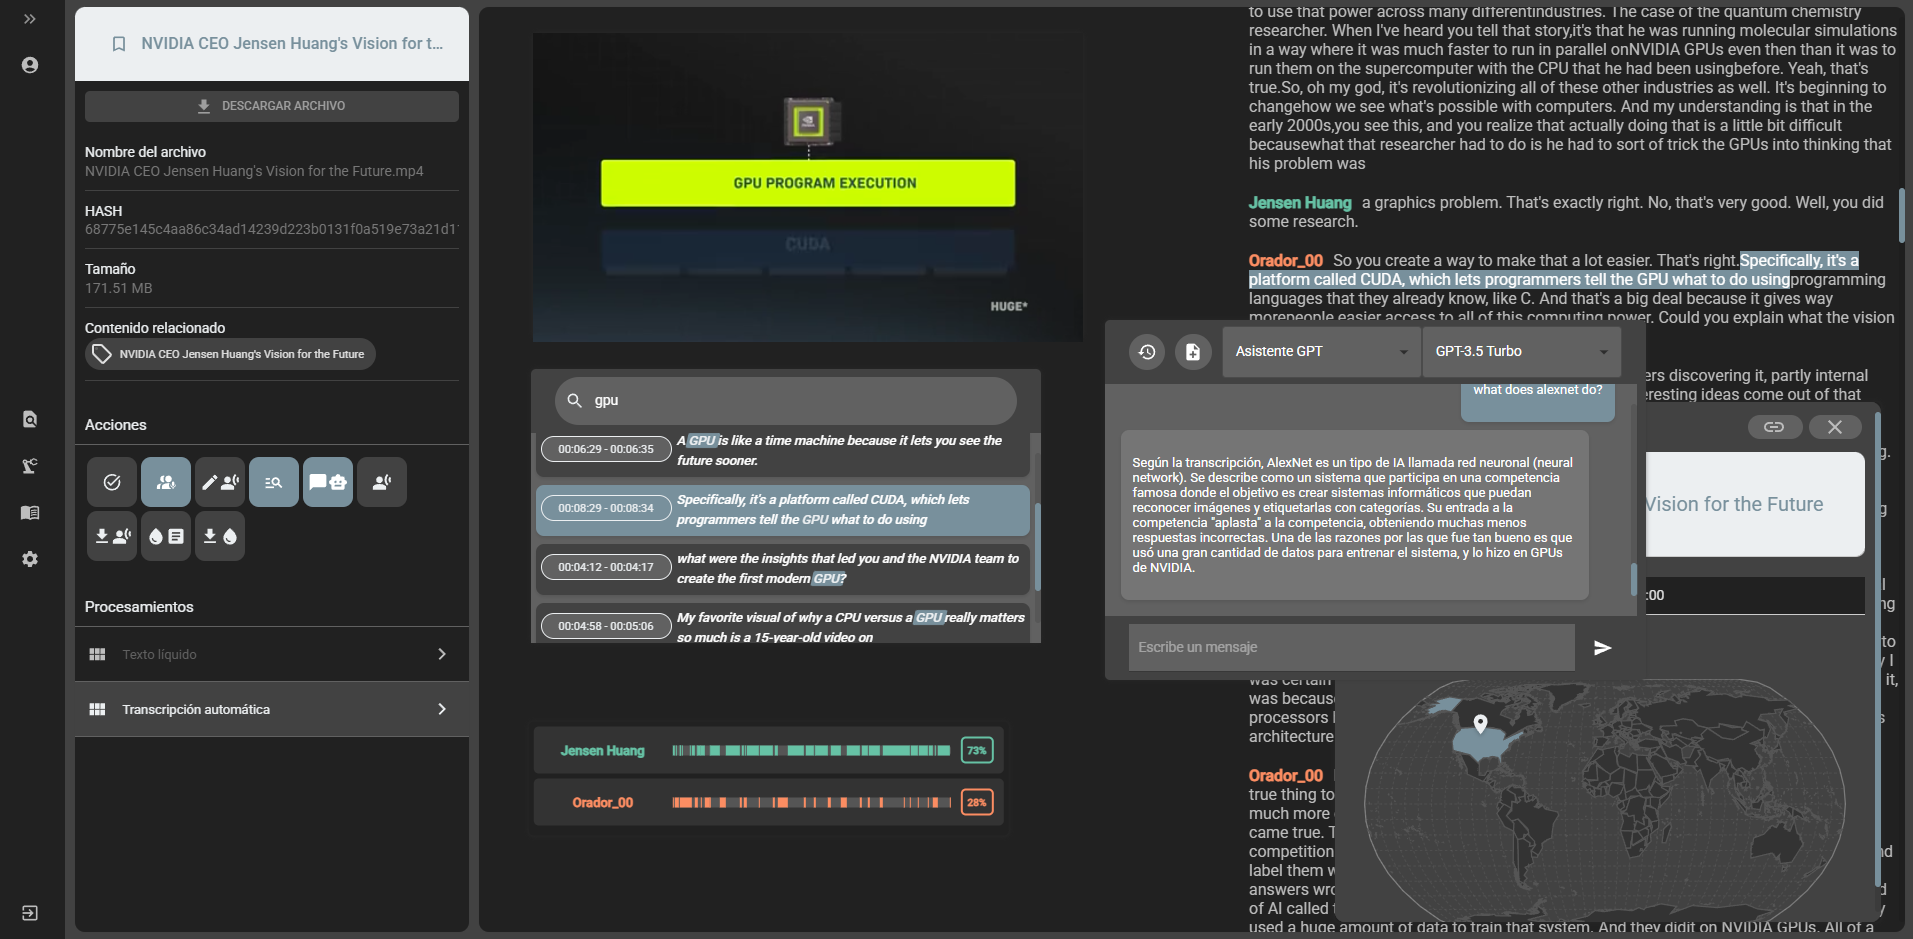 NVIDIA CEO Jensen Huang's Vision for t...
DESCARGAR ARCHIVO
Nombre del archivo
NVIDIA CEO Jensen Huang's Vision for the Future.mp4
HASH
68775e145c4aa86c34ad14239d223b0131f0a519e73a21d1
Tamaño
171.51 MB
Contenido relacionado
NVIDIA CEO Jensen Huang's Vision for the Future
Acciones
Procesamientos
Texto líquido
Transcripción automática
GPU PROGRAM EXECUTION
CUDA
HUGE*
gpu
00:06:29 - 00:06:35
A GPU is like a time machine because it lets you see the
future sooner.
00:08:29 - 00:08:34
Specifically, it's a platform called CUDA, which lets
programmers tell the GPU what to do using
00:04:12 - 00:04:17
what were the insights that led you and the NVIDIA team to
create the first modern GPU?
00:04:58 - 00:05:06
My favorite visual of why a CPU versus a GPU really matters
so much is a 15-year-old video on
Jensen Huang
73%
Orador_00
28%
to use that power across many differentindustries. The case of the quantum chemistry
researcher. When I've heard you tell that story,it's that he was running molecular simulations
in a way where it was much faster to run in parallel onNVIDIA GPUs even then than it was to
run them on the supercomputer with the CPU that he had been usingbefore. Yeah, that's
true.So, oh my god, it's revolutionizing all of these other industries as well. It's beginning to
changehow we see what's possible with computers. And my understanding is that in the
early 2000s,you see this, and you realize that actually doing that is a little bit difficult
becausewhat that researcher had to do is he had to sort of trick the GPUs into thinking that
his problem was
Jensen Huang a graphics problem. That's exactly right. No, that's very good. Well, you did
some research.
Orador_00 So you create a way to make that a lot easier. That's right.Specifically, it's a
platform called CUDA, which lets programmers tell the GPU what to do usingprogramming
languages that they already know, like C. And that's a big deal because it gives way
morepeople easier access to all of this computing power. Could you explain what the vision
ers discovering it, partly internal
eresting ideas come out of that
Asistente GPT
GPT-3.5 Turbo
what does alexnet do?
Según la transcripción, AlexNet es un tipo de IA llamada red neuronal (neural
network). Se describe como un sistema que participa en una competencia
famosa donde el objetivo es crear sistemas informáticos que puedan
reconocer imágenes y etiquetarlas con categorías. Su entrada a la
competencia "aplasta" a la competencia, obteniendo muchas menos
respuestas incorrectas. Una de las razones por las que fue tan bueno es que
usó una gran cantidad de datos para entrenar el sistema, y lo hizo en GPUs
de NVIDIA.
Escribe un mensaje
Vision for the Future
:00
was certain
was becaus
processors
architecture
Orador_00
true thing to
much more
came true. T
competition
label them w
answers wro
of AI called
used a huge amount of data to train that system. And they didit on NVIDIA GPUs. All of a